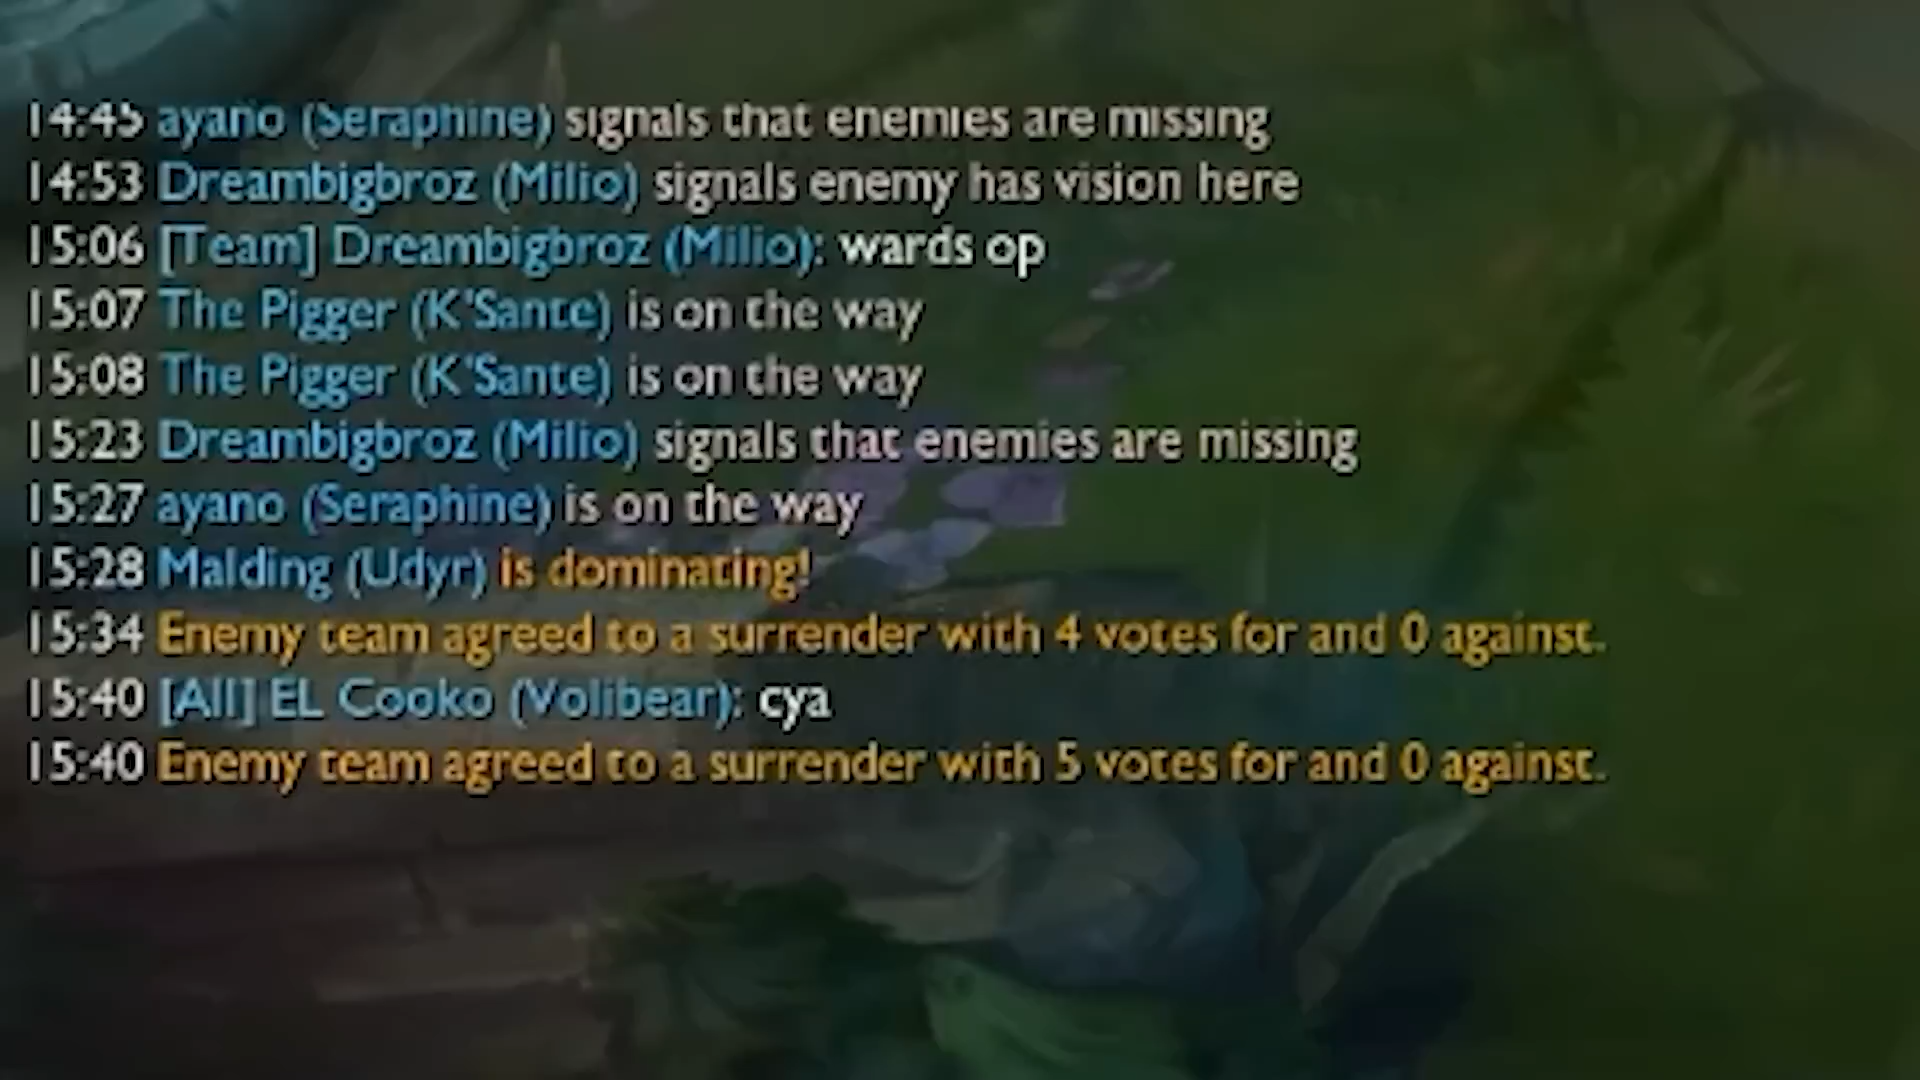 14:45 ayano (Seraphine) signals that enemies are missing
14:53 Dreambigbroz (Milio) signals enemy has vision here
15:06 [Team] Dreambigbroz (Milio): wards op
15:07 The Pigger (K'Sante) is on the way
15:08 The Pigger (K'Sante) is on the way
15:23 Dreambigbroz (Milio) signals that enemies are missing
15:27 ayano (Seraphine) is on the way
15:28 Malding (Udyr) is dominating!
15:34 Enemy team agreed to a surrender with 4 votes for and 0 against.
15:40 [All] EL Cooko (Volibear): cya
15:40 Enemy team agreed to a surrender with 5 votes for and 0 against.